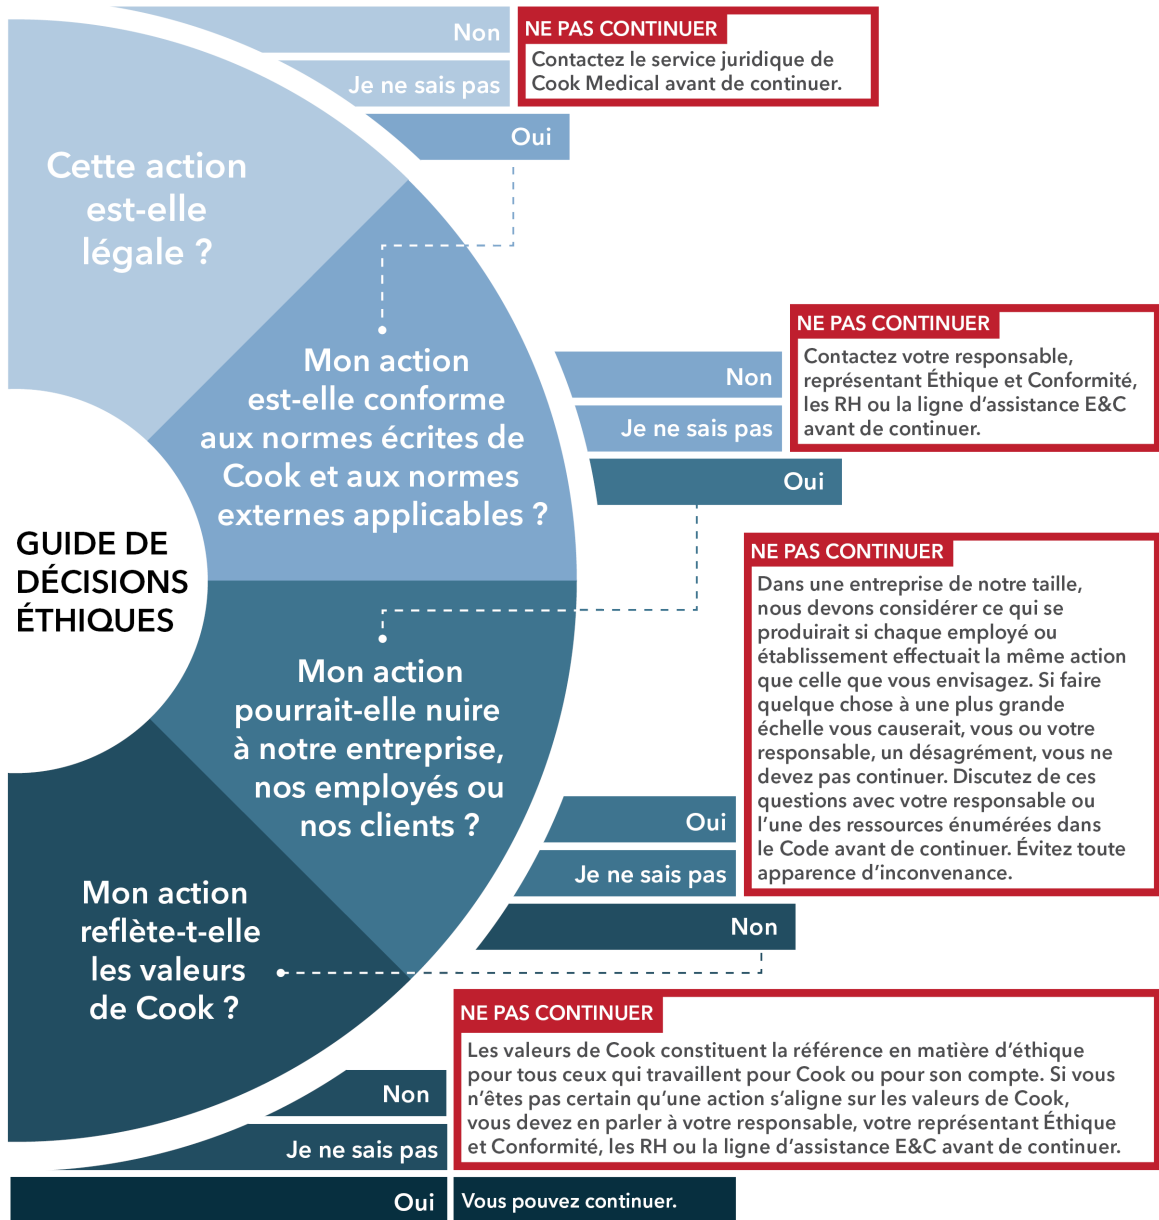 GUIDE DE
DÉCISIONS
ÉTHIQUES
Cette action
est-elle
légale ?
Non
Je ne sais pas
NE PAS CONTINUER
Contactez le service juridique de
Cook Medical avant de continuer.
Oui
Mon action
est-elle conforme
aux normes écrites de
Cook et aux normes
externes applicables ?
Non
Je ne sais pas
NE PAS CONTINUER
Contactez votre responsable,
représentant Éthique et Conformité,
les RH ou la ligne d’assistance E&C
avant de continuer.
Oui
Mon action
pourrait-elle nuire
à notre entreprise,
nos employés ou
nos clients ?
Oui
Je ne sais pas
NE PAS CONTINUER
Dans une entreprise de notre taille,
nous devons considérer ce qui se
produirait si chaque employé ou
établissement effectuait la même action
que celle que vous envisagez. Si faire
quelque chose à une plus grande
échelle vous causerait, vous ou votre
responsable, un désagrément, vous ne
devez pas continuer. Discutez de ces
questions avec votre responsable ou
l’une des ressources énumérées dans
le Code avant de continuer. Évitez toute
apparence d’inconvenance.
Non
Mon action
reflète-t-elle
les valeurs
de Cook ?
Non
Je ne sais pas
NE PAS CONTINUER
Les valeurs de Cook constituent la référence en matière d’éthique
pour tous ceux qui travaillent pour Cook ou pour son compte. Si vous
n’êtes pas certain qu’une action s’aligne sur les valeurs de Cook,
vous devez en parler à votre responsable, votre représentant Éthique
et Conformité, les RH ou la ligne d’assistance E&C avant de continuer.
Oui
Vous pouvez continuer.